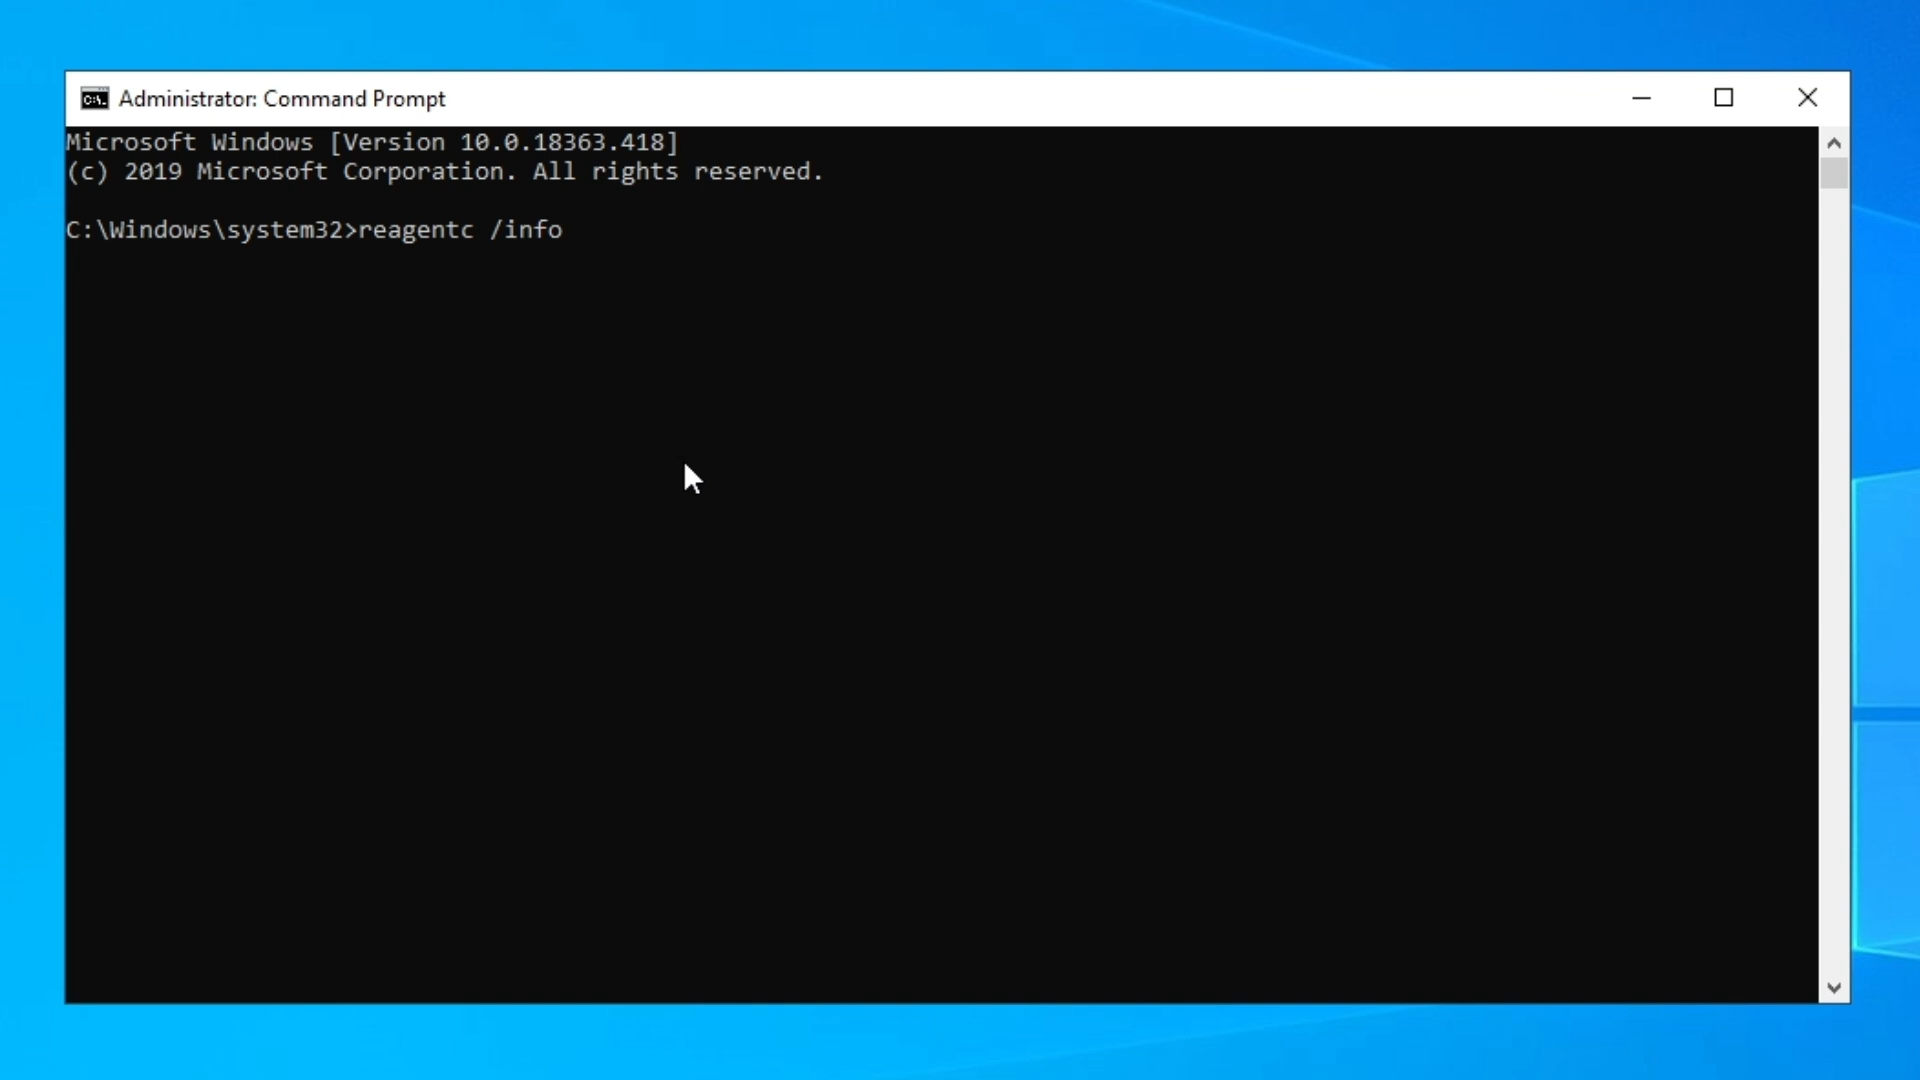 Administrator: Command Prompt
Microsoft Windows [Version 10.0.18363.418]
(c) 2019 Microsoft Corporation. All rights reserved.
C:\Windows\system32>reagentc /info